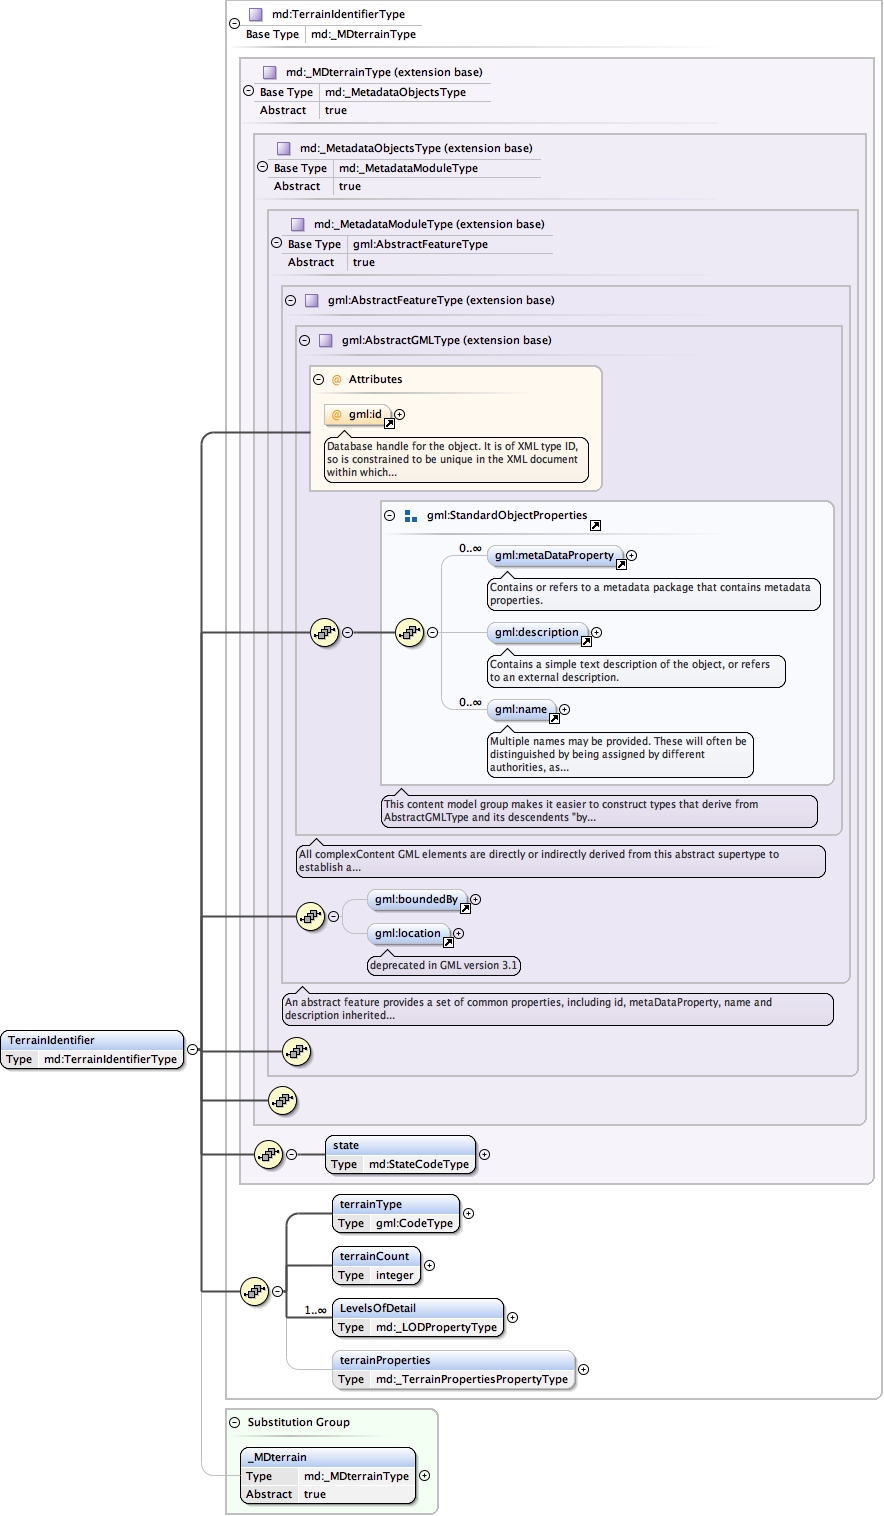 md:TerrainIdentifierType
Base Type md:_MDterrainType
md:_MDterrainType (extension base)
Base Type md:_MetadataObjectsType
Abstract true
md:_MetadataObjectsType (extension base)
Base Type md:_MetadataModuleType
Abstract true
md:_MetadataModuleType (extension base)
Base Type gml:AbstractFeatureType
Abstract true
gml:AbstractFeatureType (extension base)
gml:AbstractGMLType (extension base)
@ Attributes
@ gml:id
Database handle for the object. It is of XML type ID,
so is constrained to be unique in the XML document
within which...
gml:StandardObjectProperties
0..∞
gml:metaDataProperty
Contains or refers to a metadata package that contains metadata
properties.
gml:description
Contains a simple text description of the object, or refers
to an external description.
0..∞
gml:name
Multiple names may be provided. These will often be
distinguished by being assigned by different
authorities, as...
This content model group makes it easier to construct types that derive from
AbstractGMLType and its descendents "by...
All complexContent GML elements are directly or indirectly derived from this abstract supertype to
establish a...
gml:boundedBy
gml:location
deprecated in GML version 3.1
An abstract feature provides a set of common properties, including id, metaDataProperty, name and
description inherited...
TerrainIdentifier
Type md:TerrainIdentifierType
state
Type md:StateCodeType
terrainType
Type gml:CodeType
terrainCount
Type integer
1..∞
LevelsOfDetail
Type md:_LODPropertyType
terrainProperties
Type md:_TerrainPropertiesPropertyType
Substitution Group
_MDterrain
Type md:_MDterrainType
Abstract true